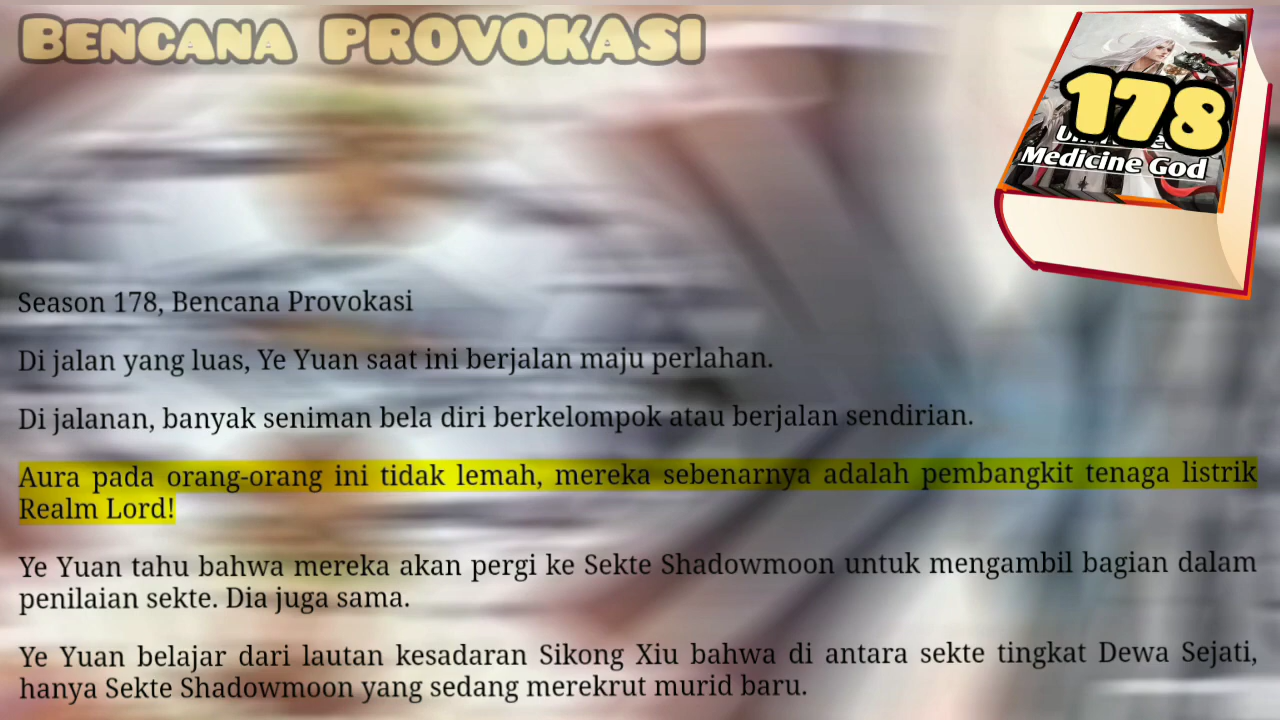 Bencana PROVOKASI
178
Medicine God
Season 178, Bencana Provokasi
Di jalan yang luas, Ye Yuan saat ini berjalan maju perlahan.
Di jalanan, banyak seniman bela diri berkelompok atau berjalan sendirian.
Aura pada orang-orang ini tidak lemah, mereka sebenarnya adalah pembangkit tenaga listrik
Realm Lord!
Ye Yuan tahu bahwa mereka akan pergi ke Sekte Shadowmoon untuk mengambil bagian dalam
penilaian sekte. Dia juga sama.
Ye Yuan belajar dari lautan kesadaran Sikong Xiu bahwa di antara sekte tingkat Dewa Sejati,
hanya Sekte Shadowmoon yang sedang merekrut murid baru.